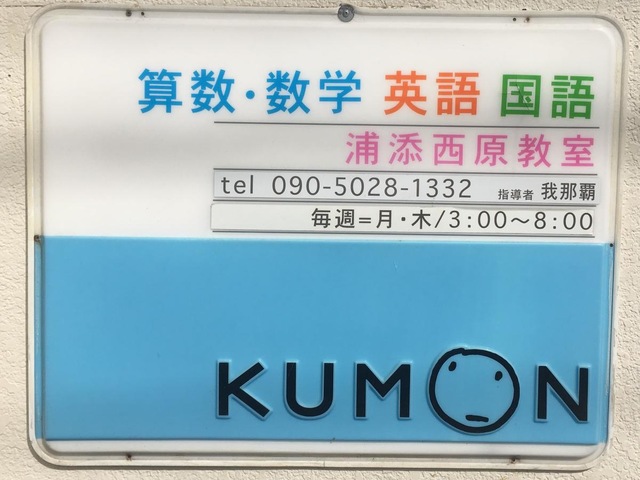 算数・数学 英語 国語
浦添西原教室
tel 090-5028-1332 指導者 我那覇
毎週=月・木/3:00～8:00
KUMON